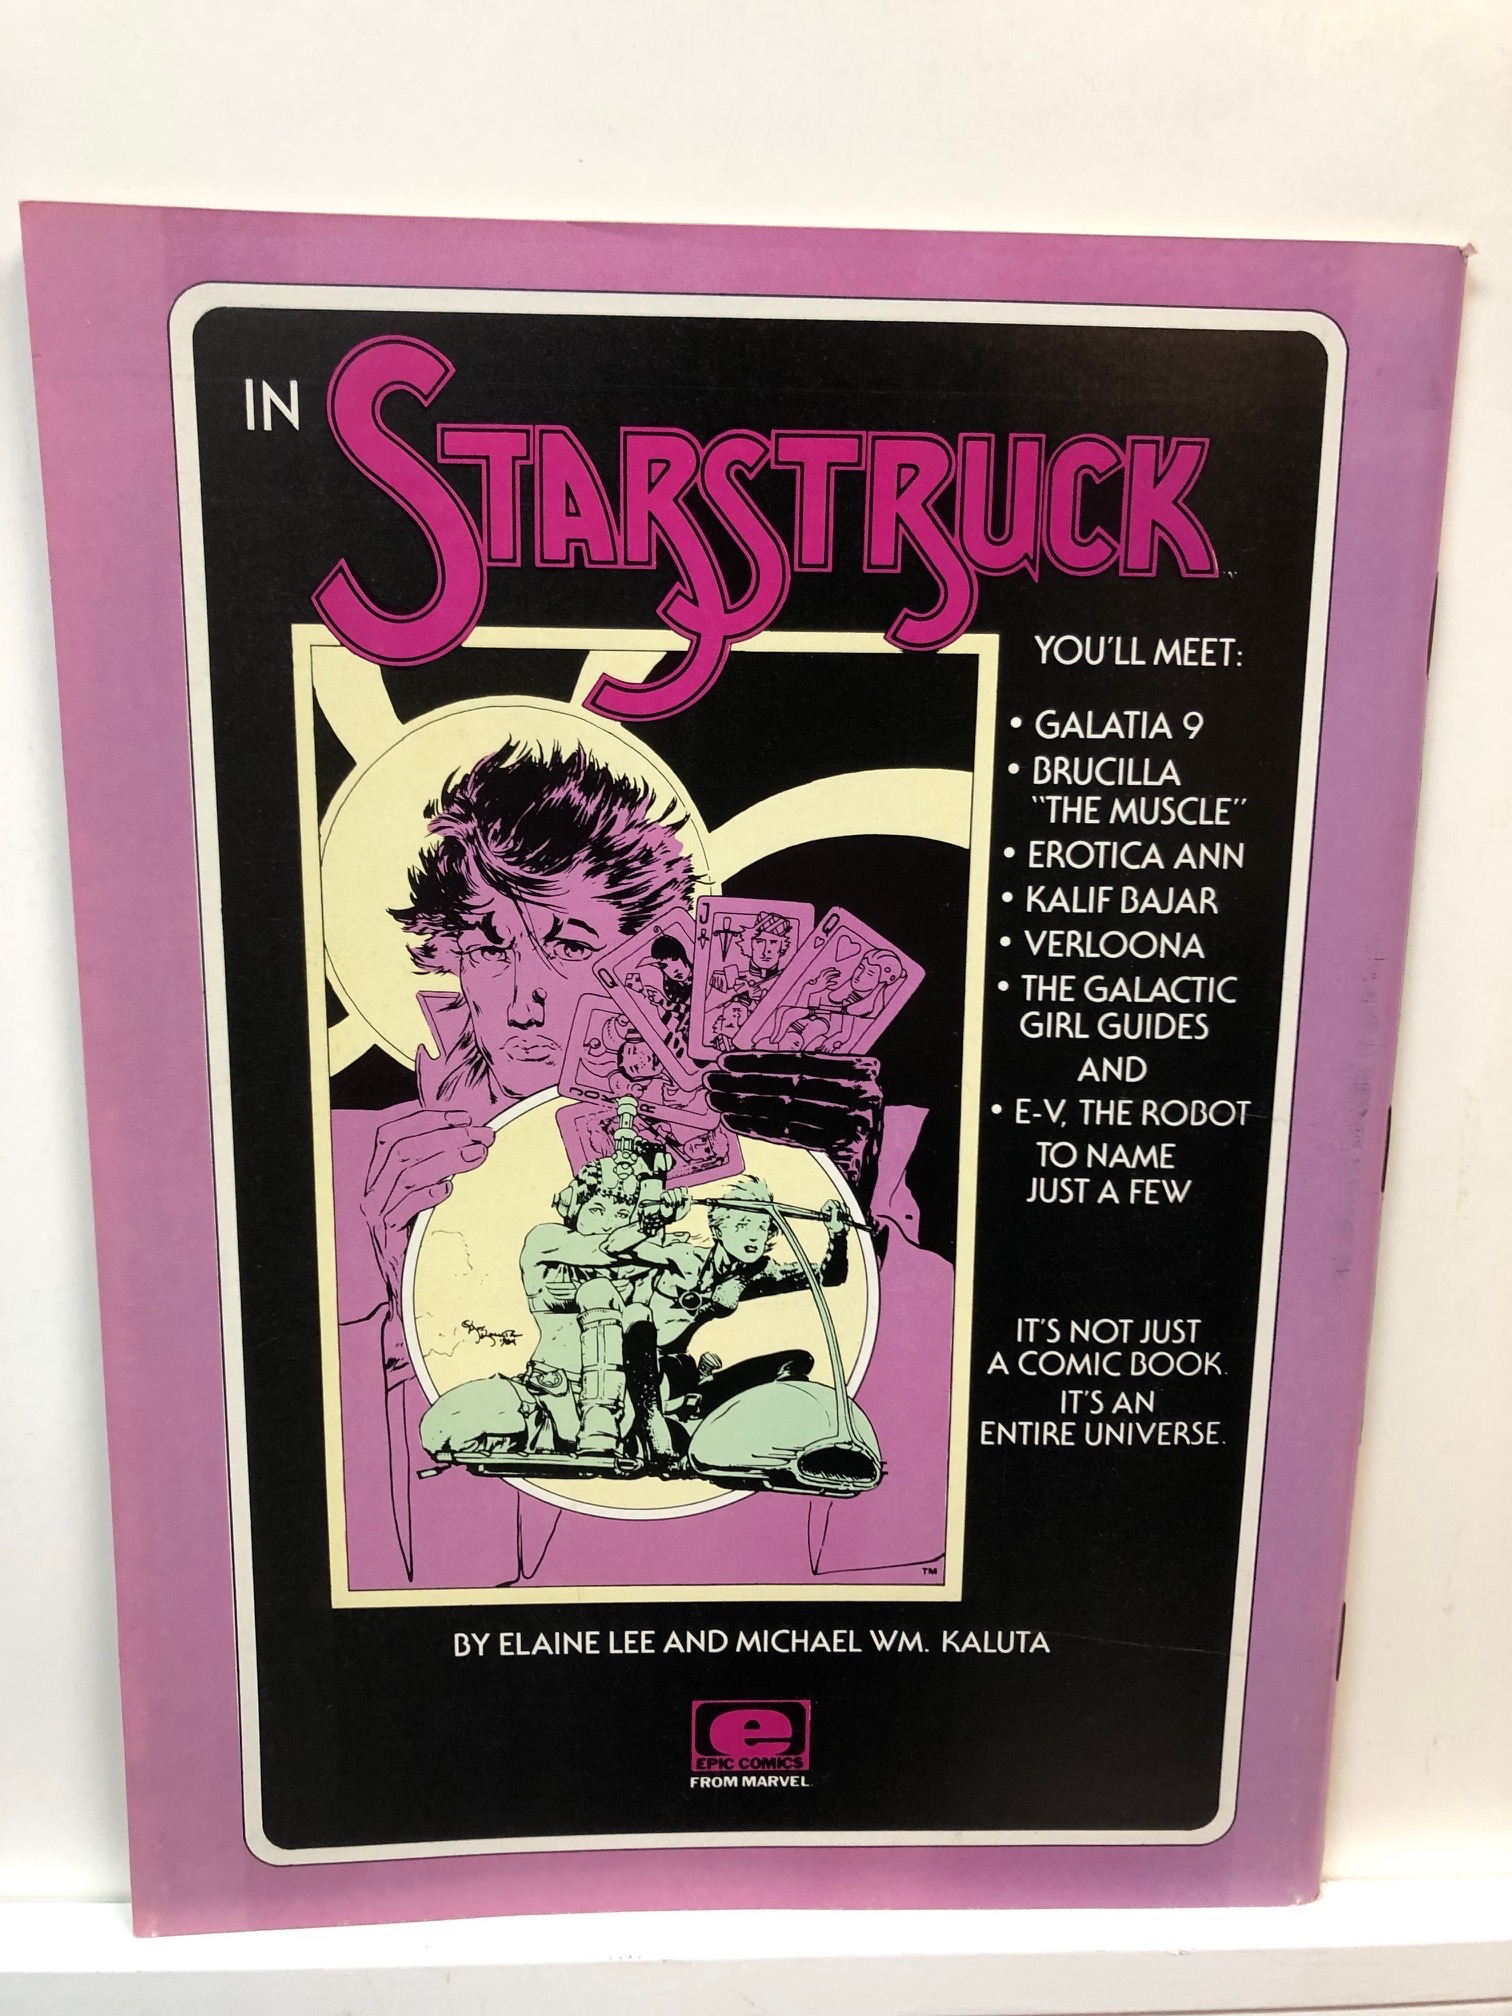 IN STARSTRUCK
YOU'LL MEET:
• GALATIA 9
• BRUCILLA
"THE MUSCLE"
• EROTICA ANN
• KALIF BAJAR
• VERLOONA
• THE GALACTIC
GIRL GUIDES
AND
• E-V, THE ROBOT
TO NAME
JUST A FEW
IT'S NOT JUST
A COMIC BOOK.
IT'S AN
ENTIRE UNIVERSE.
J
Q
TM
BY ELAINE LEE AND MICHAEL WM. KALUTA
e
EPIC COMICS
FROM MARVEL